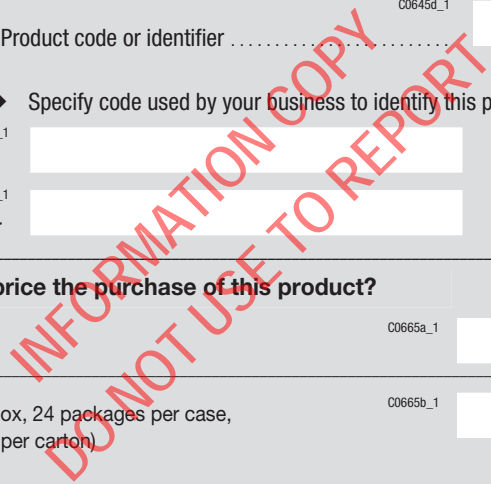 C0645d_1
Product code or identifier ........................
Specify code used by your business to identify this p
_1
_1
.
price the purchase of this product?
C0665a_1
ox, 24 packages per case,
C0665b_1
per carton)
INFORMATION COPY
DO NOT USE TO REPORT